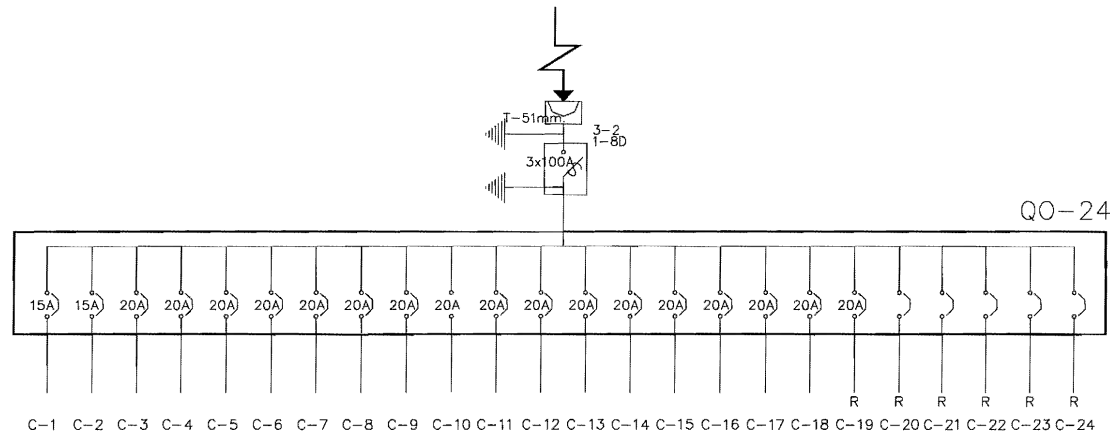 T-51mm.
3-2
1-8D
3x100A
QO-24
15A 15A 20A 20A 20A 20A 20A 20A 20A 20A 20A 20A 20A 20A 20A 20A 20A 20A 20A
R R R R R R
C-1 C-2 C-3 C-4 C-5 C-6 C-7 C-8 C-9 C-10 C-11 C-12 C-13 C-14 C-15 C-16 C-17 C-18 C-19 C-20 C-21 C-22 C-23 C-24